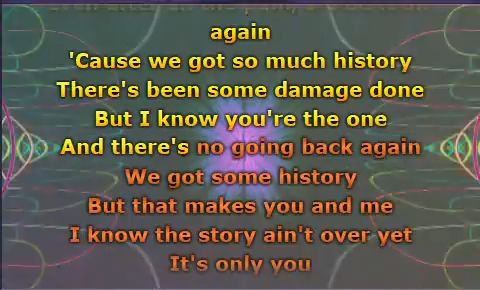 again
'Cause we got so much history
There's been some damage done
But I know you're the one
And there's no going back again
We got some history
But that makes you and me
I know the story ain't over yet
It's only you